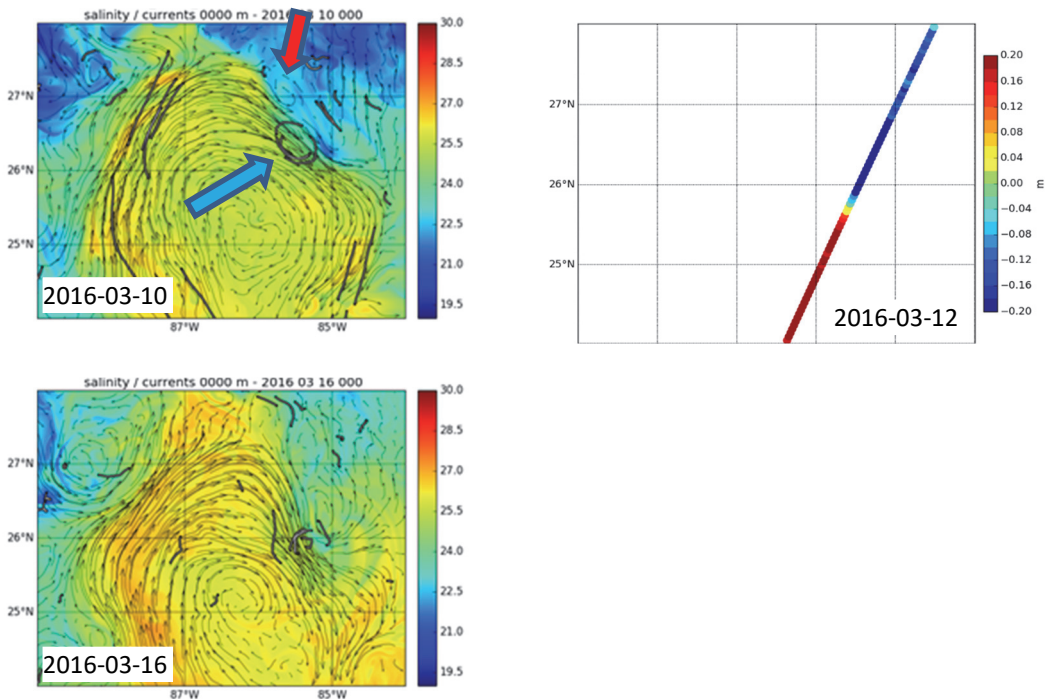 salinity / currents 0000 m - 2016 03 10 000
27°N
26°N
25°N
87°W
85°W
30.0
28.5
27.0
25.5
24.0
22.5
21.0
19.5
2016-03-10
27°N
26°N
25°N
0.20
0.16
0.12
0.08
0.04
0.00
−0.04
−0.08
−0.12
−0.16
−0.20
m
2016-03-12
salinity / currents 0000 m - 2016 03 16 000
27°N
26°N
25°N
87°W
85°W
30.0
28.5
27.0
25.5
24.0
22.5
21.0
19.5
2016-03-16